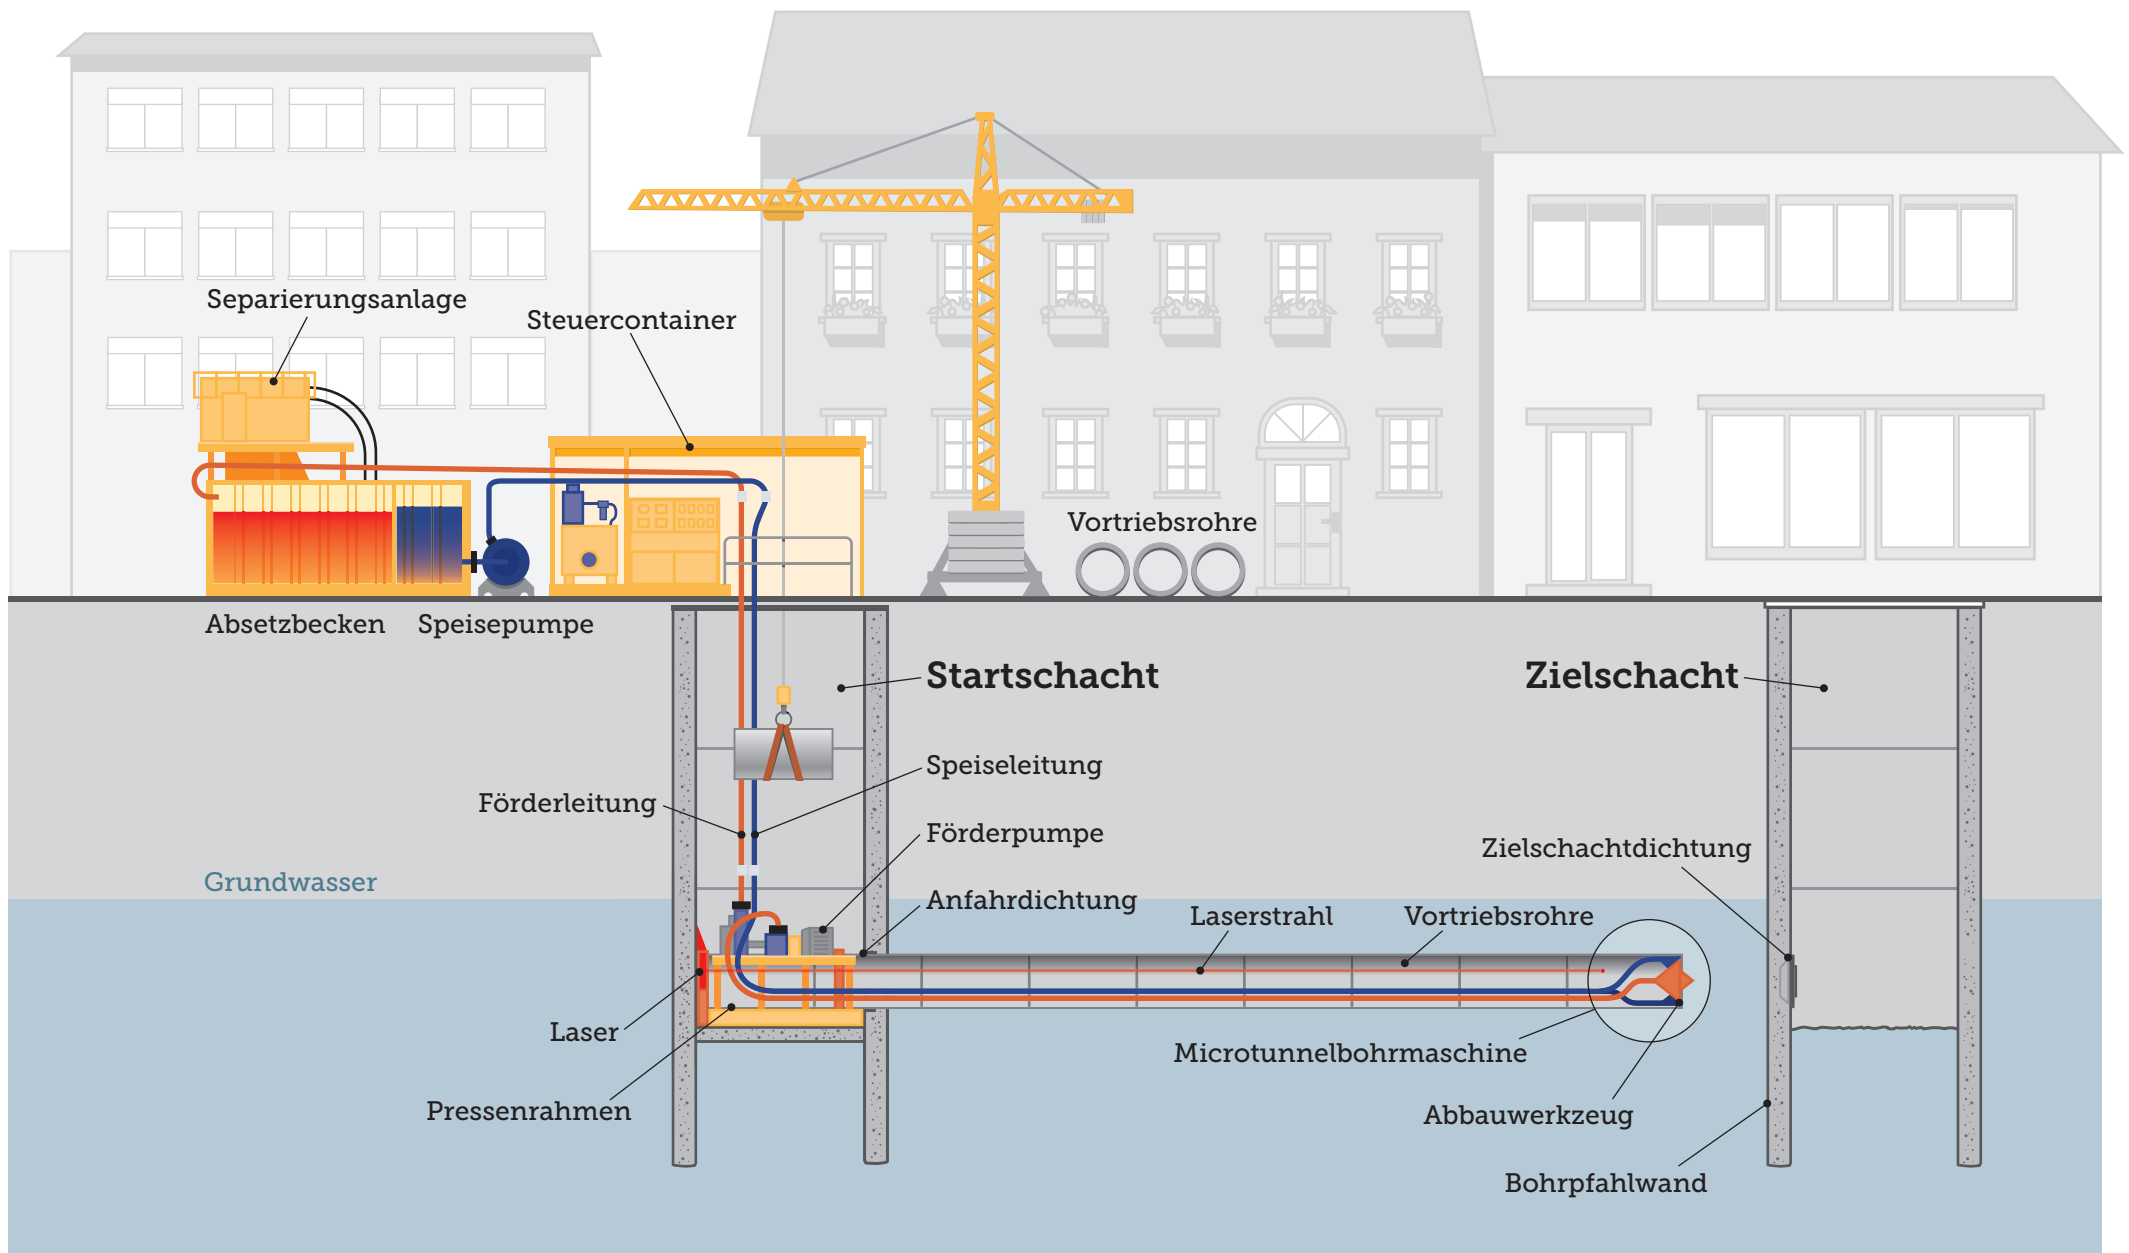 Separierungsanlage
Steuercontainer
Vortriebsrohre
Absetzbecken
Speisepumpe
Startschacht
Zielschacht
Speiseleitung
Förderleitung
Förderpumpe
Zielschachtdichtung
Grundwasser
Anfahrdichtung
Laserstrahl
Vortriebsrohre
Laser
Microtunnelbohrmaschine
Pressenrahmen
Abbauwerkzeug
Bohrpfahlwand